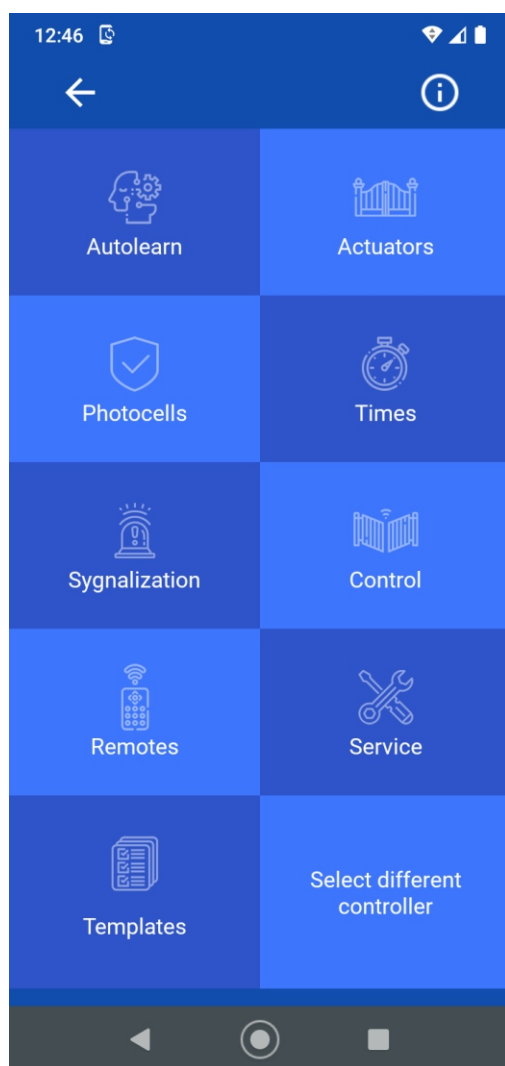 12:46
Autolearn
Actuators
Photocells
Times
Sygnalization
Control
Remotes
Service
Templates
Select different
controller